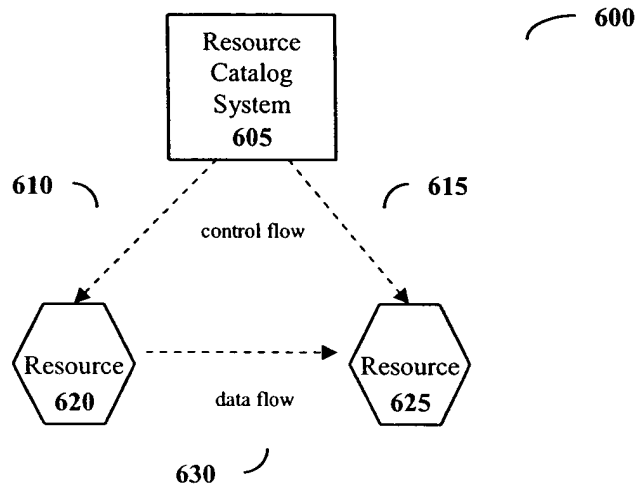 600
Resource
Catalog
System
605
610
615
control flow
Resource
620
Resource
625
data flow
630